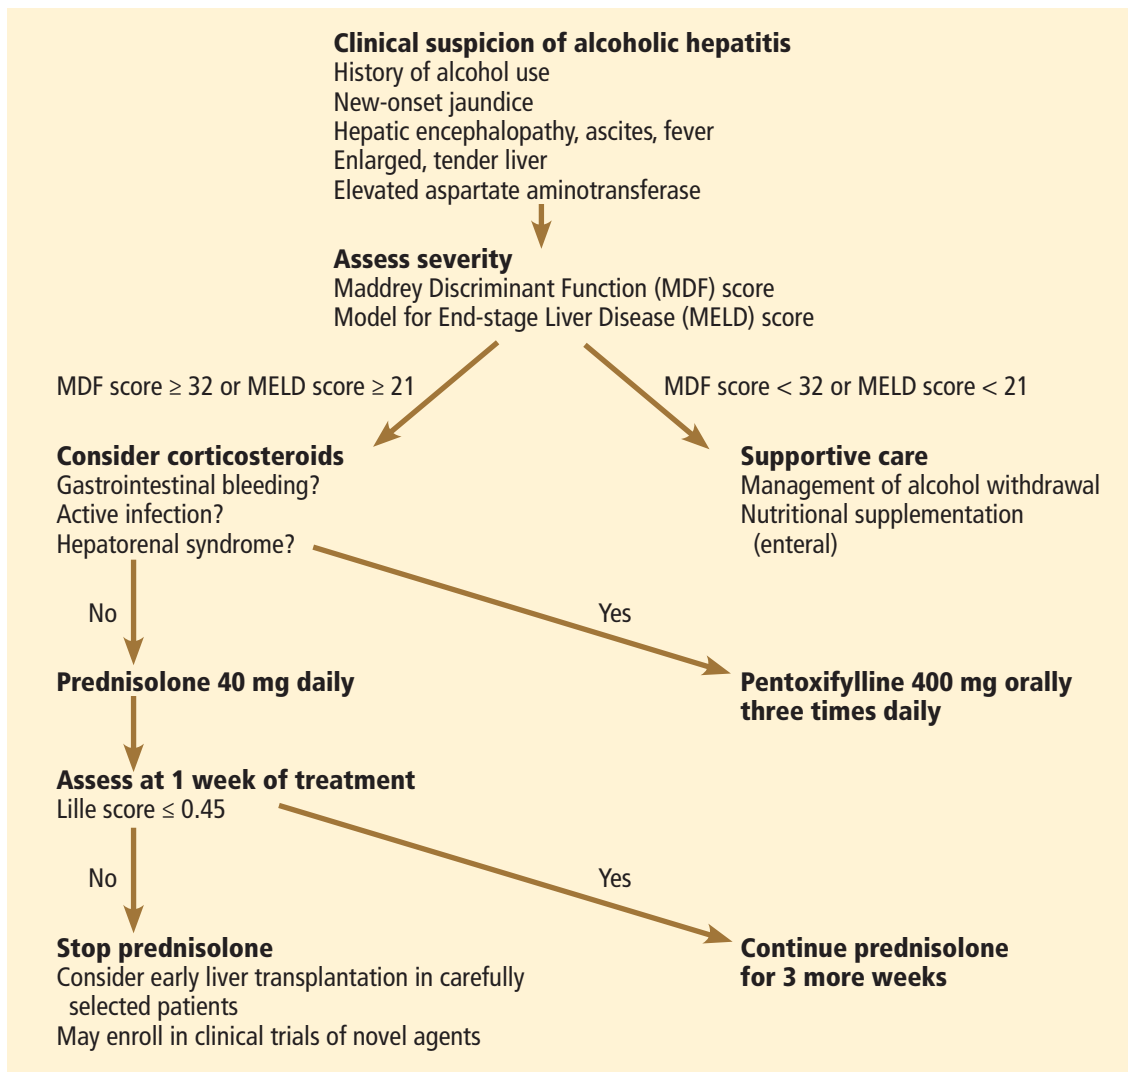 Clinical suspicion of alcoholic hepatitis
History of alcohol use
New-onset jaundice
Hepatic encephalopathy, ascites, fever
Enlarged, tender liver
Elevated aspartate aminotransferase
Assess severity
Maddrey Discriminant Function (MDF) score
Model for End-stage Liver Disease (MELD) score
MDF score ≥ 32 or MELD score ≥ 21
MDF score < 32 or MELD score < 21
Consider corticosteroids
Gastrointestinal bleeding?
Active infection?
Hepatorenal syndrome?
Supportive care
Management of alcohol withdrawal
Nutritional supplementation
(enteral)
No
Yes
Prednisolone 40 mg daily
Pentoxifylline 400 mg orally
three times daily
Assess at 1 week of treatment
Lille score ≤ 0.45
No
Yes
Stop prednisolone
Consider early liver transplantation in carefully
selected patients
May enroll in clinical trials of novel agents
Continue prednisolone
for 3 more weeks